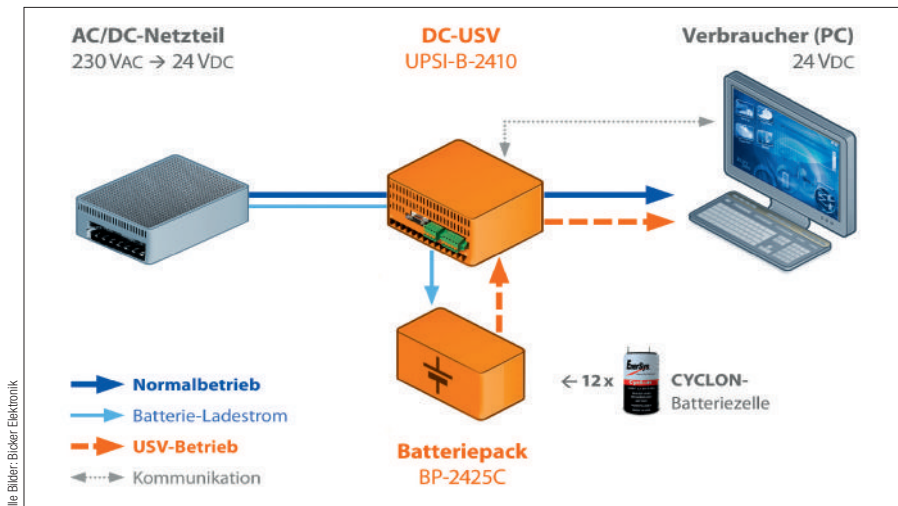 AC/DC-Netzteil
230 VAC → 24 VDC
DC-USV
UPSI-B-2410
Verbraucher (PC)
24 VDC
Normalbetrieb
Batterie-Ladestrom
USV-Betrieb
Kommunikation
Batteriepack
BP-2425C
← 12 x
EnerSys
CYCLON-
Batteriezelle
lle Bilder: Bicker Elektronik